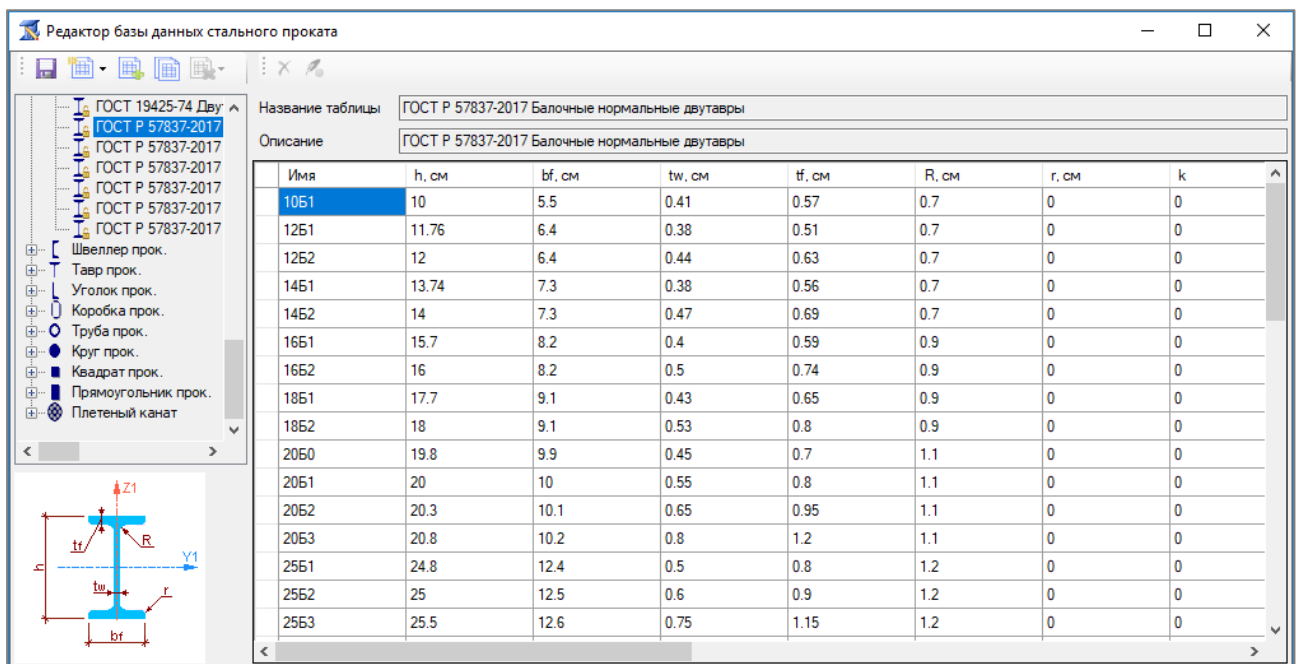 Редактор базы данных стального проката
ГОСТ 19425-74 Дву
ГОСТ Р 57837-2017
ГОСТ Р 57837-2017
ГОСТ Р 57837-2017
ГОСТ Р 57837-2017
ГОСТ Р 57837-2017
ГОСТ Р 57837-2017
Швеллер прок.
Тавр прок.
Уголок прок.
Коробка прок.
Труба прок.
Круг прок.
Квадрат прок.
Прямоугольник прок.
Плетеный канат
Z1
tf
R
Y1
h
tw
r
bf
Название таблицы ГОСТ Р 57837-2017 Балочные нормальные двутавры
Описание ГОСТ Р 57837-2017 Балочные нормальные двутавры
Имя h, см bf, см tw, см tf, см R, см r, см k
10Б1 10 5.5 0.41 0.57 0.7 0 0
12Б1 11.76 6.4 0.38 0.51 0.7 0 0
12Б2 12 6.4 0.44 0.63 0.7 0 0
14Б1 13.74 7.3 0.38 0.56 0.7 0 0
14Б2 14 7.3 0.47 0.69 0.7 0 0
16Б1 15.7 8.2 0.4 0.59 0.9 0 0
16Б2 16 8.2 0.5 0.74 0.9 0 0
18Б1 17.7 9.1 0.43 0.65 0.9 0 0
18Б2 18 9.1 0.53 0.8 0.9 0 0
20Б0 19.8 9.9 0.45 0.7 1.1 0 0
20Б1 20 10 0.55 0.8 1.1 0 0
20Б2 20.3 10.1 0.65 0.95 1.1 0 0
20Б3 20.8 10.2 0.8 1.2 1.1 0 0
25Б1 24.8 12.4 0.5 0.8 1.2 0 0
25Б2 25 12.5 0.6 0.9 1.2 0 0
25Б3 25.5 12.6 0.75 1.15 1.2 0 0